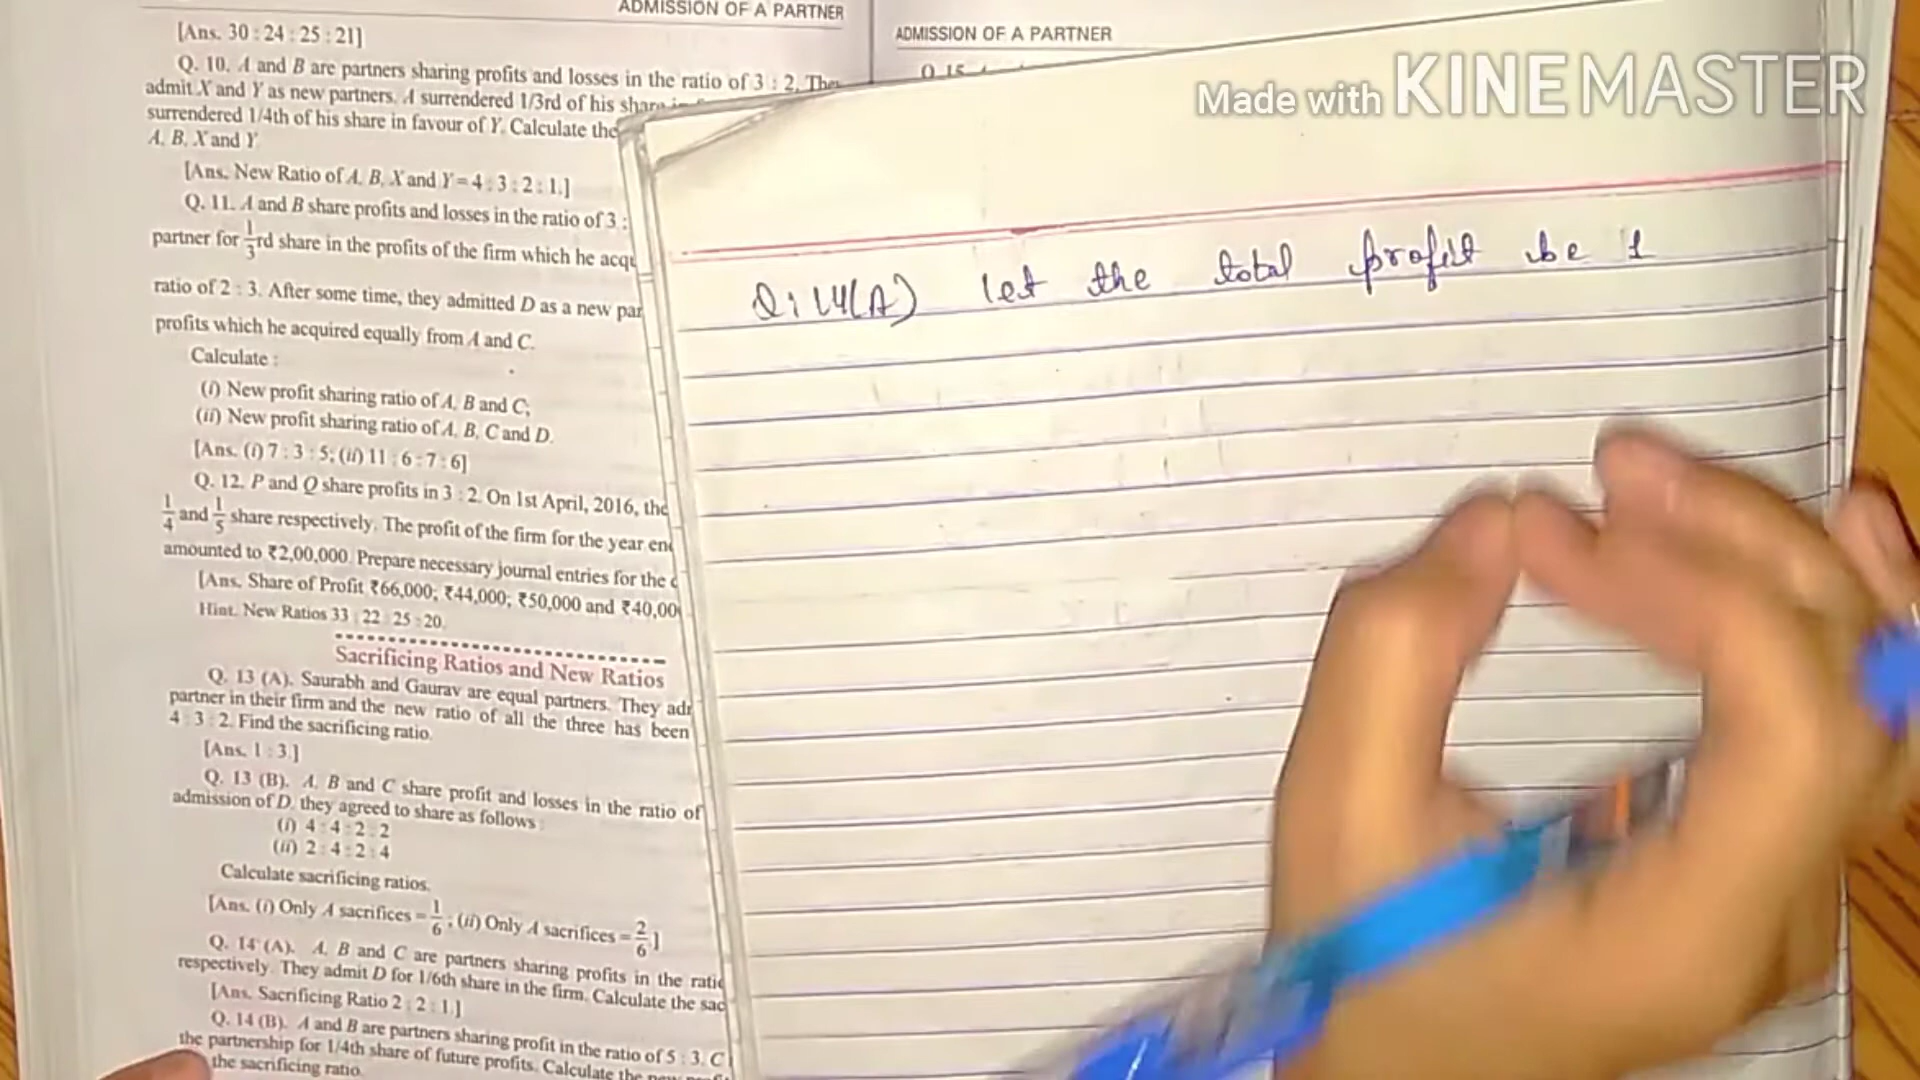 ADMISSION OF A PARTNER
[Ans. 30 : 24 : 25 : 21]
Q. 10. A and B are partners sharing profits and losses in the ratio of 3 : 2. They
admit X and Y as new partners. A surrendered 1/3rd of his share
surrendered 1/4th of his share in favour of Y. Calculate the
A, B, X and Y
[Ans. New Ratio of A, B, X and Y = 4 : 3 : 2 : 1.]
Q. 11. A and B share profits and losses in the ratio of 3 :
partner for 1/3rd share in the profits of the firm which he acqu
ratio of 2 : 3. After some time, they admitted D as a new par
profits which he acquired equally from A and C.
Calculate :
(i) New profit sharing ratio of A, B and C;
(ii) New profit sharing ratio of A, B, C and D.
[Ans. (i) 7 : 3 : 5; (ii) 11 : 6 : 7 : 6]
Q. 12. P and Q share profits in 3 : 2. On 1st April, 2016, the
1/4 and 1/5 share respectively. The profit of the firm for the year en
amounted to ₹2,00,000. Prepare necessary journal entries for the
[Ans. Share of Profit ₹66,000; ₹44,000; ₹50,000 and ₹40,00
Hint. New Ratios 33 : 22 : 25 : 20.
Sacrificing Ratios and New Ratios
Q. 13 (A). Saurabh and Gaurav are equal partners. They ad
partner in their firm and the new ratio of all the three has been
4 : 3 : 2. Find the sacrificing ratio.
[Ans. 1 : 3.]
Q. 13 (B). A, B and C share profit and losses in the ratio of
admission of D, they agreed to share as follows :
(i) 4 : 4 : 2 : 2
(ii) 2 : 4 : 2 : 4
Calculate sacrificing ratios.
[Ans. (i) Only A sacrifices = 1/6; (ii) Only A sacrifices = 2/6]
Q. 14 (A). A, B and C are partners sharing profits in the ratio
respectively. They admit D for 1/6th share in the firm. Calculate the sac
[Ans. Sacrificing Ratio 2 : 2 : 1.]
Q. 14 (B). A and B are partners sharing profit in the ratio of 5 : 3. C
the partnership for 1/4th share of future profits. Calculate the new
the sacrificing ratio.
ADMISSION OF A PARTNER
Q. 15.
Made with KINEMASTER
Q:14(A) let the total profit be 1